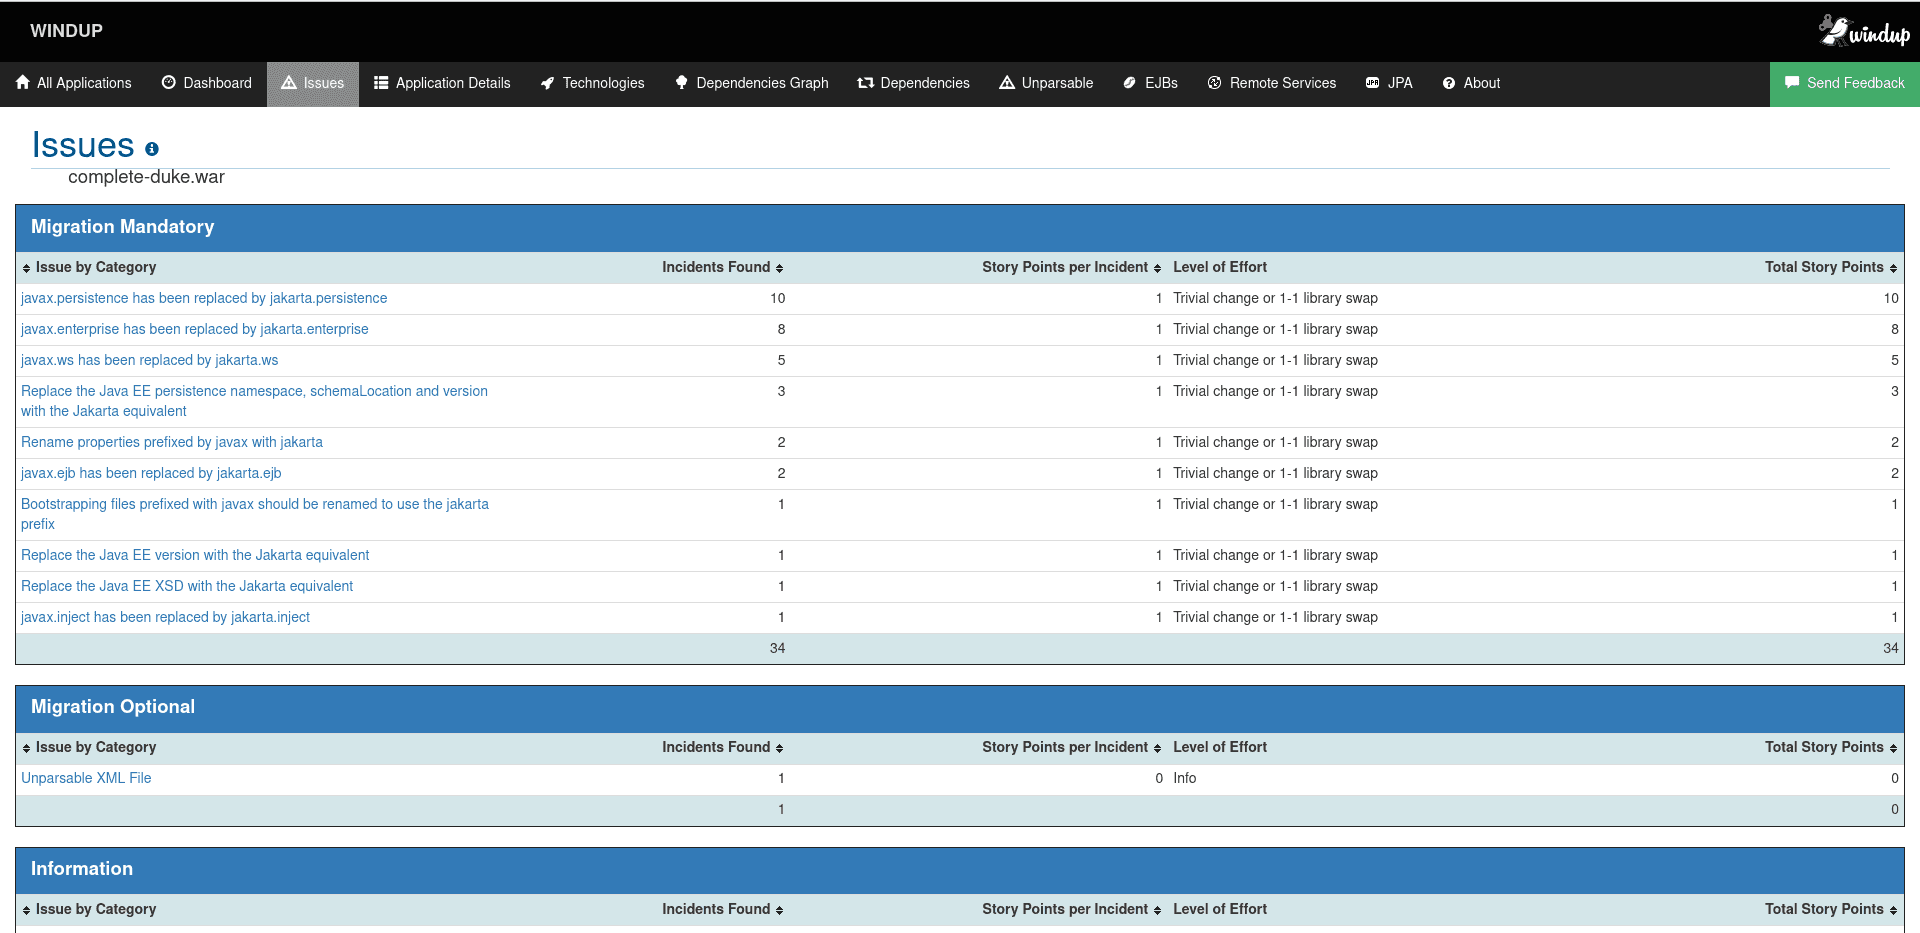 WINDUP
windup
All Applications Dashboard Issues Application Details Technologies Dependencies Graph Dependencies Unparsable EJBs Remote Services JPA About Send Feedback
Issues
complete-duke.war
Migration Mandatory
Issue by Category Incidents Found Story Points per Incident Level of Effort Total Story Points
javax.persistence has been replaced by jakarta.persistence 10 1 Trivial change or 1-1 library swap 10
javax.enterprise has been replaced by jakarta.enterprise 8 1 Trivial change or 1-1 library swap 8
javax.ws has been replaced by jakarta.ws 5 1 Trivial change or 1-1 library swap 5
Replace the Java EE persistence namespace, schemaLocation and version 3 1 Trivial change or 1-1 library swap 3
with the Jakarta equivalent
Rename properties prefixed by javax with jakarta 2 1 Trivial change or 1-1 library swap 2
javax.ejb has been replaced by jakarta.ejb 2 1 Trivial change or 1-1 library swap 2
Bootstrapping files prefixed with javax should be renamed to use the jakarta 1 1 Trivial change or 1-1 library swap 1
prefix
Replace the Java EE version with the Jakarta equivalent 1 1 Trivial change or 1-1 library swap 1
Replace the Java EE XSD with the Jakarta equivalent 1 1 Trivial change or 1-1 library swap 1
javax.inject has been replaced by jakarta.inject 1 1 Trivial change or 1-1 library swap 1
34 34
Migration Optional
Issue by Category Incidents Found Story Points per Incident Level of Effort Total Story Points
Unparsable XML File 1 0 Info 0
1 0
Information
Issue by Category Incidents Found Story Points per Incident Level of Effort Total Story Points